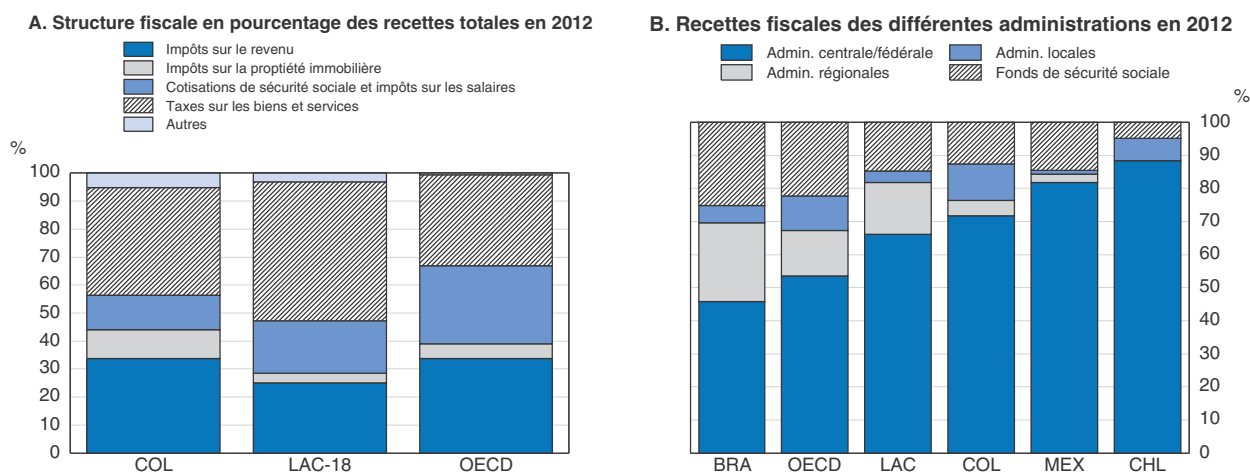 A. Structure fiscale en pourcentage des recettes totales en 2012
Impôts sur le revenu
Impôts sur la proptiété immobilière
Cotisations de sécurité sociale et impôts sur les salaires
Taxes sur les biens et services
Autres
%
100
90
80
70
60
50
40
30
20
10
0
COL LAC-18 OECD
B. Recettes fiscales des différentes administrations en 2012
Admin. centrale/fédérale Admin. locales
Admin. régionales Fonds de sécurité sociale
%
100
90
80
70
60
50
40
30
20
10
0
BRA OECD LAC COL MEX CHL